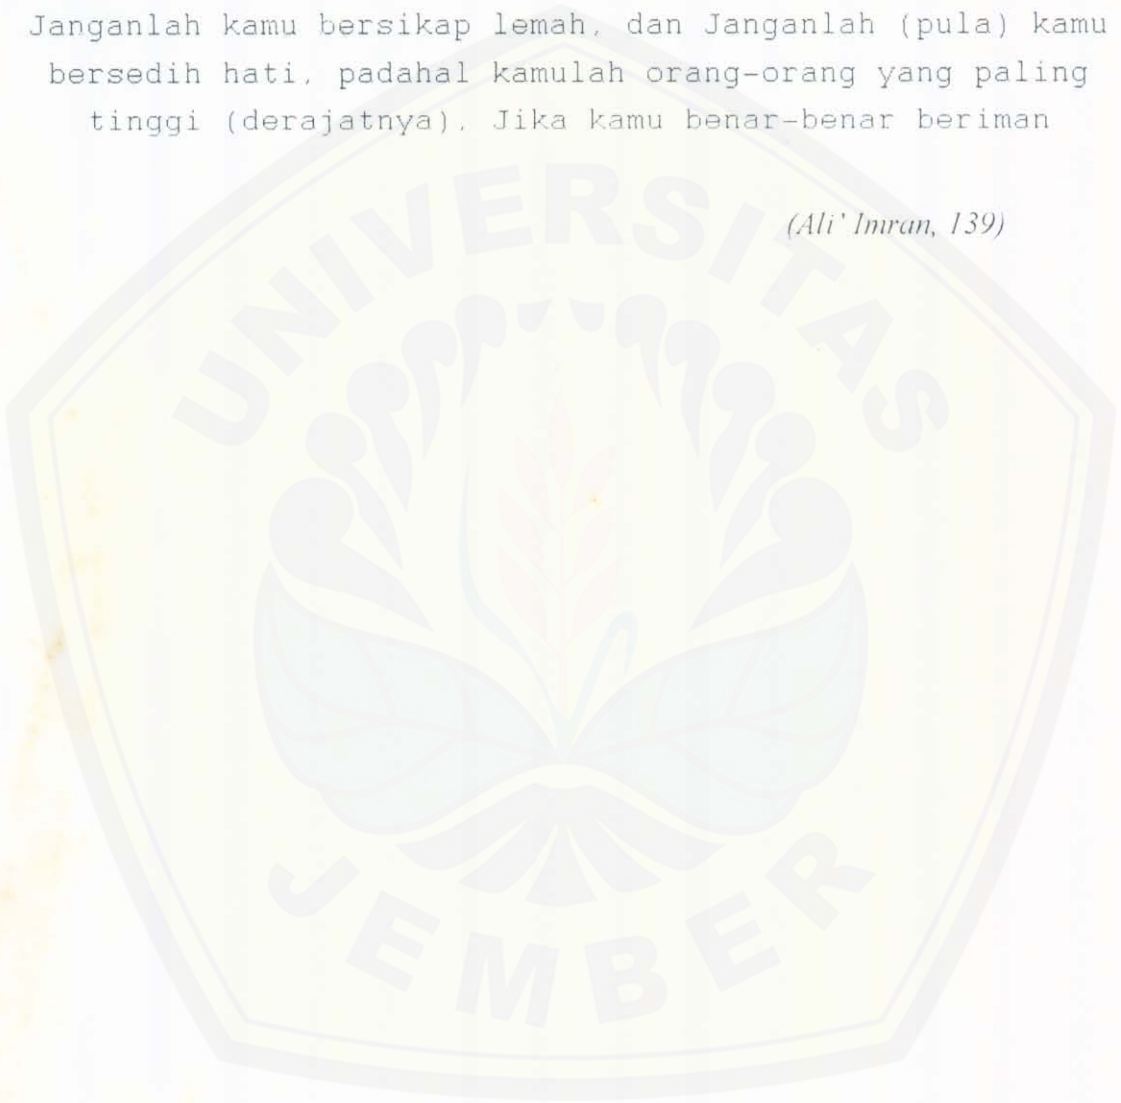 Janganlah kamu bersikap lemah, dan Janganlah (pula) kamu
bersedih hati, padahal kamulah orang-orang yang paling
tinggi (derajatnya), Jika kamu benar-benar beriman
(Ali' Imran, 139)
UNIVERSITAS
JEMBER